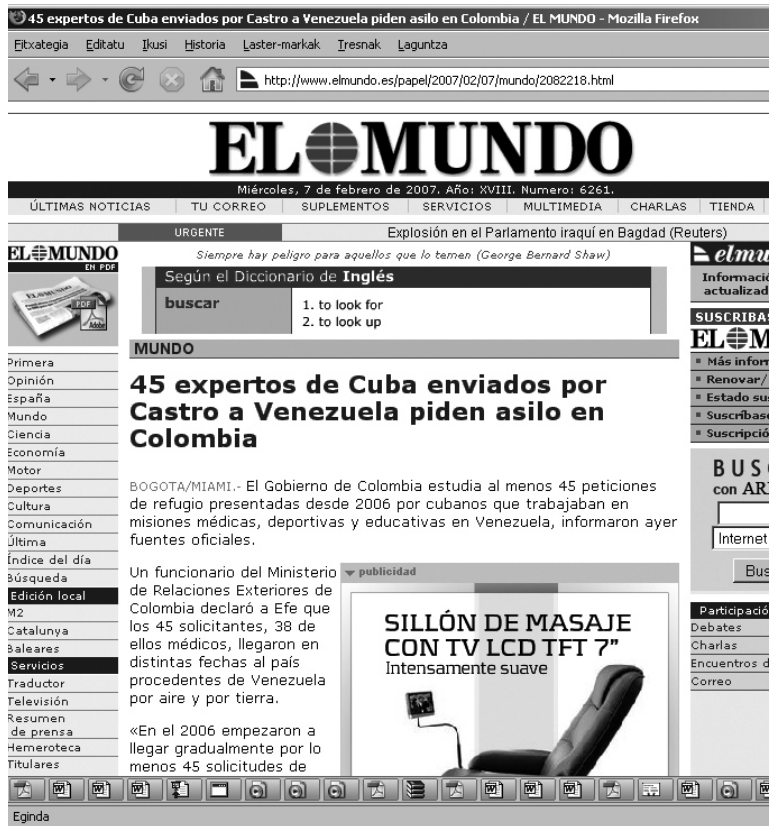 45 expertos de Cuba enviados por Castro a Venezuela piden asilo en Colombia / EL MUNDO - Mozilla Firefox
Fitxategia Editatu Ikusi Historia Laster-markak Tresnak Laguntza
http://www.elmundo.es/papel/2007/02/07/mundo/2082218.html
EL MUNDO
Miércoles, 7 de febrero de 2007. Año: XVIII. Numero: 6261.
ÚLTIMAS NOTICIAS TU CORREO SUPLEMENTOS SERVICIOS MULTIMEDIA CHARLAS TIENDA
URGENTE Explosión en el Parlamento iraquí en Bagdad (Reuters)
EL MUNDO
EN PDF
PDF
Adobe
Primera
Opinión
España
Mundo
Ciencia
Economía
Motor
Deportes
Cultura
Comunicación
Última
Índice del día
Búsqueda
Edición local
M2
Catalunya
Baleares
Servicios
Traductor
Televisión
Resumen
de prensa
Hemeroteca
Titulares
Siempre hay peligro para aquellos que lo temen (George Bernard Shaw)
Según el Diccionario de Inglés
buscar
1. to look for
2. to look up
MUNDO
45 expertos de Cuba enviados por
Castro a Venezuela piden asilo en
Colombia
BOGOTA/MIAMI.- El Gobierno de Colombia estudia al menos 45 peticiones
de refugio presentadas desde 2006 por cubanos que trabajaban en
misiones médicas, deportivas y educativas en Venezuela, informaron ayer
fuentes oficiales.
Un funcionario del Ministerio
de Relaciones Exteriores de
Colombia declaró a Efe que
los 45 solicitantes, 38 de
ellos médicos, llegaron en
distintas fechas al país
procedentes de Venezuela
por aire y por tierra.
«En el 2006 empezaron a
llegar gradualmente por lo
menos 45 solicitudes de
publicidad
SILLÓN DE MASAJE
CON TV LCD TFT 7”
Intensamente suave
elmu
Informació
actualizad
SUSCRIBAS
EL M
Más inform
Renovar/
Estado sus
Suscríbase
Suscripció
BUS
con AR
Internet
Bus
Participació
Debates
Charlas
Encuentros d
Correo
Eginda